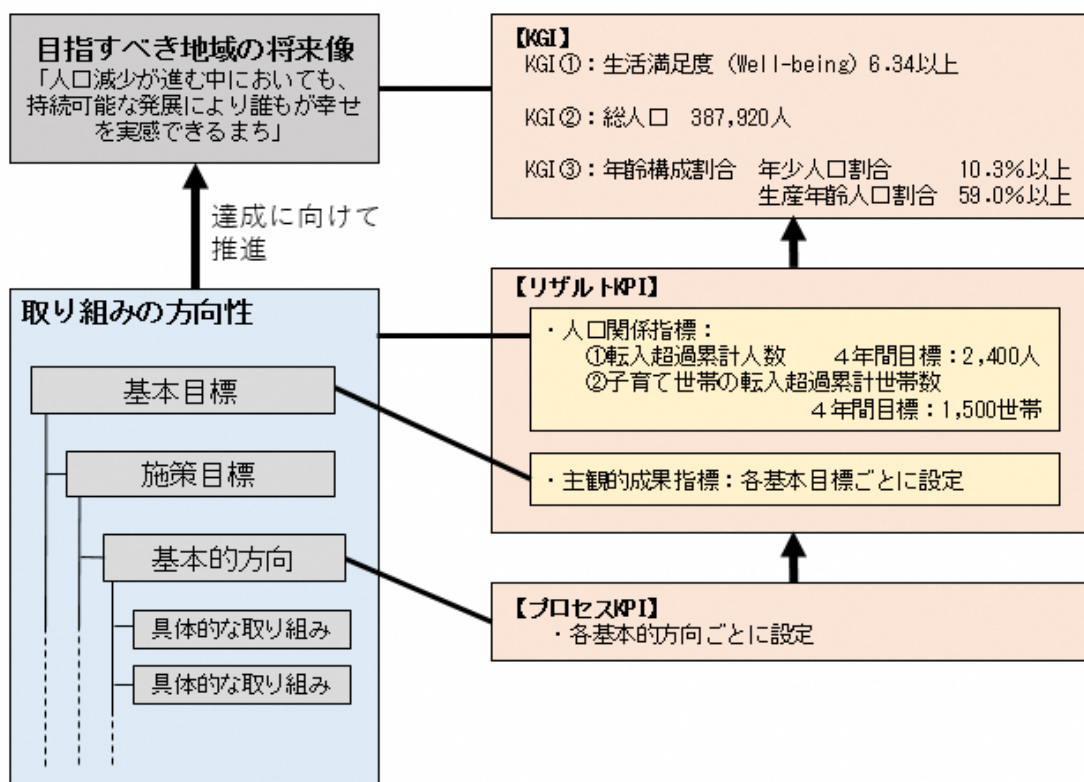 目指すべき地域の将来像
「人口減少が進む中においても、
持続可能な発展により誰もが幸せ
を実感できるまち」
達成に向けて
推進
取り組みの方向性
基本目標
施策目標
基本的方向
具体的な取り組み
具体的な取り組み
【KGI】
KGI①：生活満足度（Well-being）6.34以上
KGI②：総人口 387,920人
KGI③：年齢構成割合 年少人口割合 10.3%以上
生産年齢人口割合 59.0%以上
【リザルトKPI】
・人口関係指標：
①転入超過累計人数 ４年間目標：2,400人
②子育て世帯の転入超過累計世帯数
４年間目標：1,500世帯
・主観的成果指標：各基本目標ごとに設定
【プロセスKPI】
・各基本的方向ごとに設定